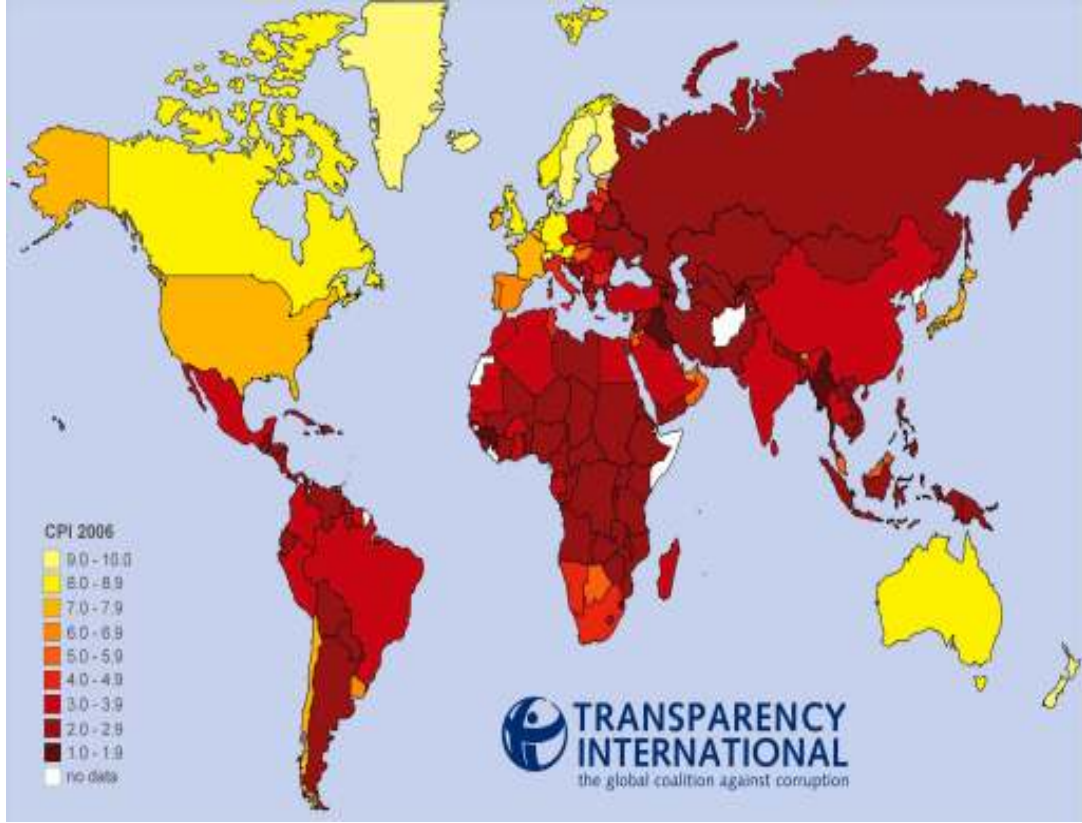 CPI 2006
9.0 - 10.0
8.0 - 8.9
7.0 - 7.9
6.0 - 6.9
5.0 - 5.9
4.0 - 4.9
3.0 - 3.9
2.0 - 2.9
1.0 - 1.9
no data
TRANSPARENCY
INTERNATIONAL
the global coalition against corruption